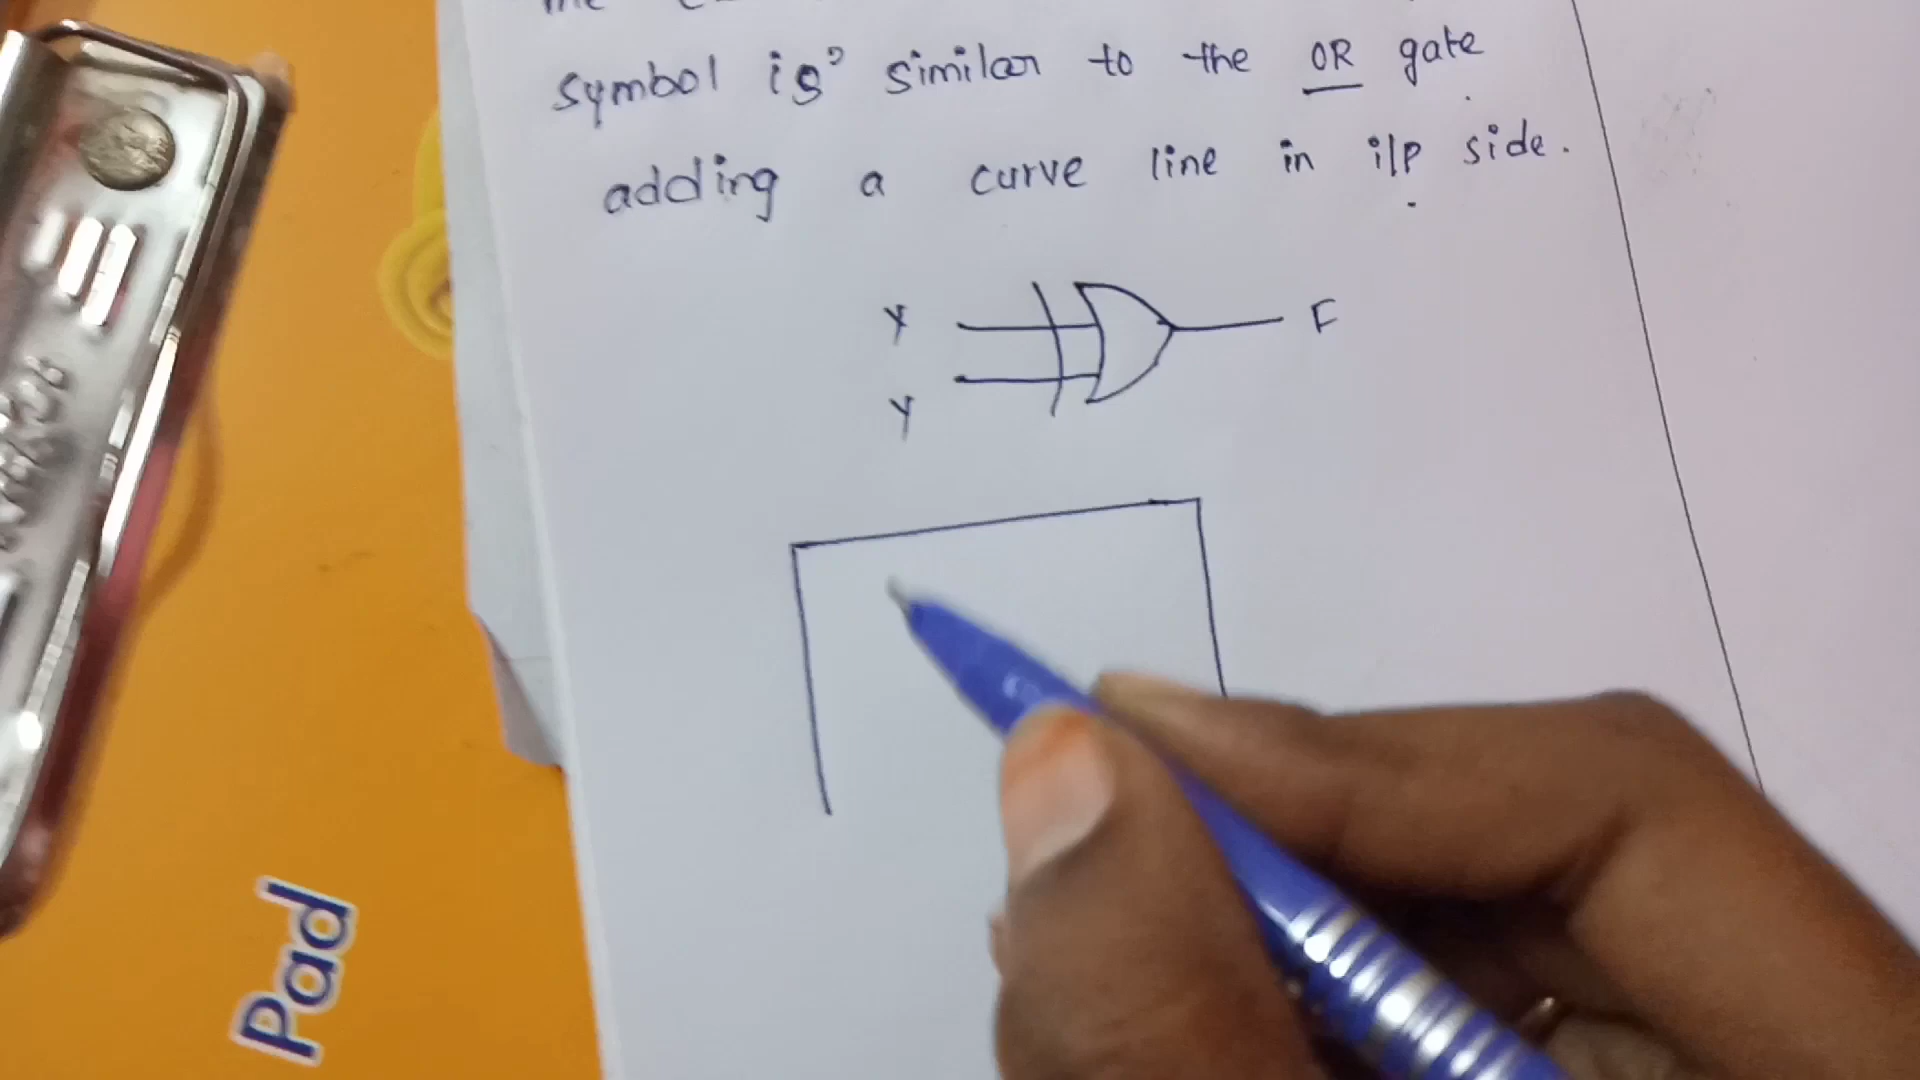 symbol is similar to the OR gate
adding a curve line in i/p side.
X
F
Y
Pad